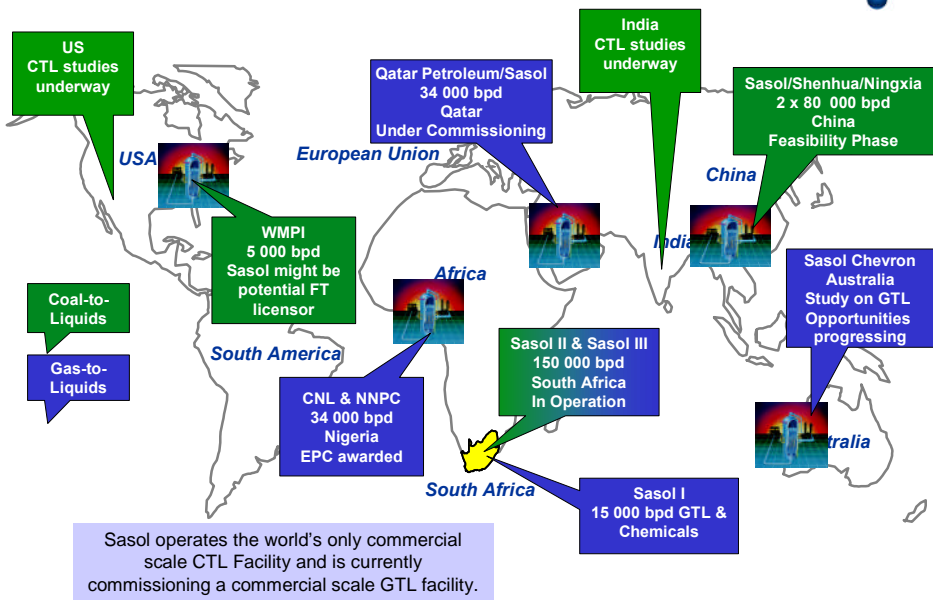 US
CTL studies
underway
India
CTL studies
underway
Qatar Petroleum/Sasol
34 000 bpd
Qatar
Under Commissioning
Sasol/Shenhua/Ningxia
2 x 80 000 bpd
China
Feasibility Phase
USA
European Union
China
India
WMPI
5 000 bpd
Sasol might be
potential FT
licensor
Africa
Sasol Chevron
Australia
Study on GTL
Opportunities
progressing
Coal-to-
Liquids
Gas-to-
Liquids
South America
Sasol II & Sasol III
150 000 bpd
South Africa
In Operation
CNL & NNPC
34 000 bpd
Nigeria
EPC awarded
tralia
South Africa
Sasol I
15 000 bpd GTL &
Chemicals
Sasol operates the world's only commercial
scale CTL Facility and is currently
commissioning a commercial scale GTL facility.